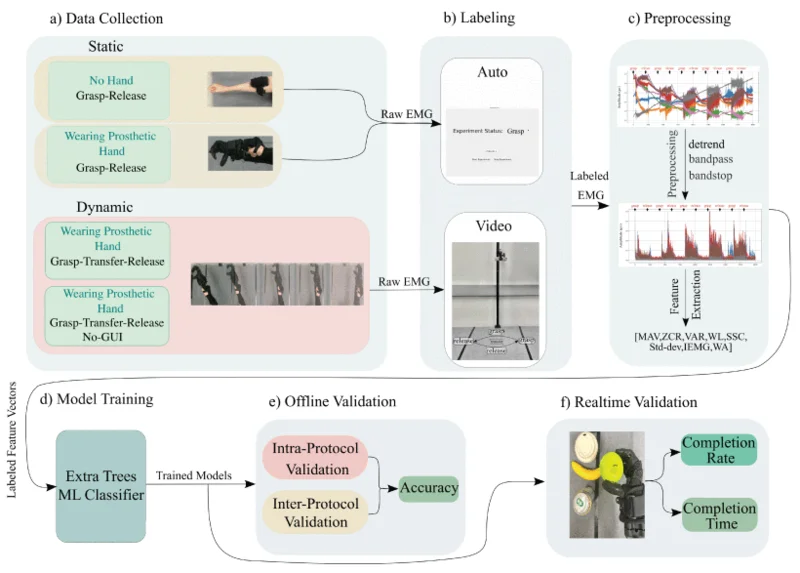 a) Data Collection
Static
No Hand
Grasp-Release
Wearing Prosthetic
Hand
Grasp-Release
Dynamic
Wearing Prosthetic
Hand
Grasp-Transfer-Release
Wearing Prosthetic
Hand
Grasp-Transfer-Release
No-GUI
Raw EMG
Raw EMG
b) Labeling
Auto
Experiment Status: Grasp
Video
Labeled
EMG
c) Preprocessing
Preprocessing
detrend
bandpass
bandstop
Feature
Extraction
[MAV,ZCR,VAR,WL,SSC,
Std-dev,IEMG,WA]
Labeled Feature Vectors
d) Model Training
Extra Trees
ML Classifier
Trained Models
e) Offline Validation
Intra-Protocol
Validation
Inter-Protocol
Validation
Accuracy
f) Realtime Validation
Completion
Rate
Completion
Time